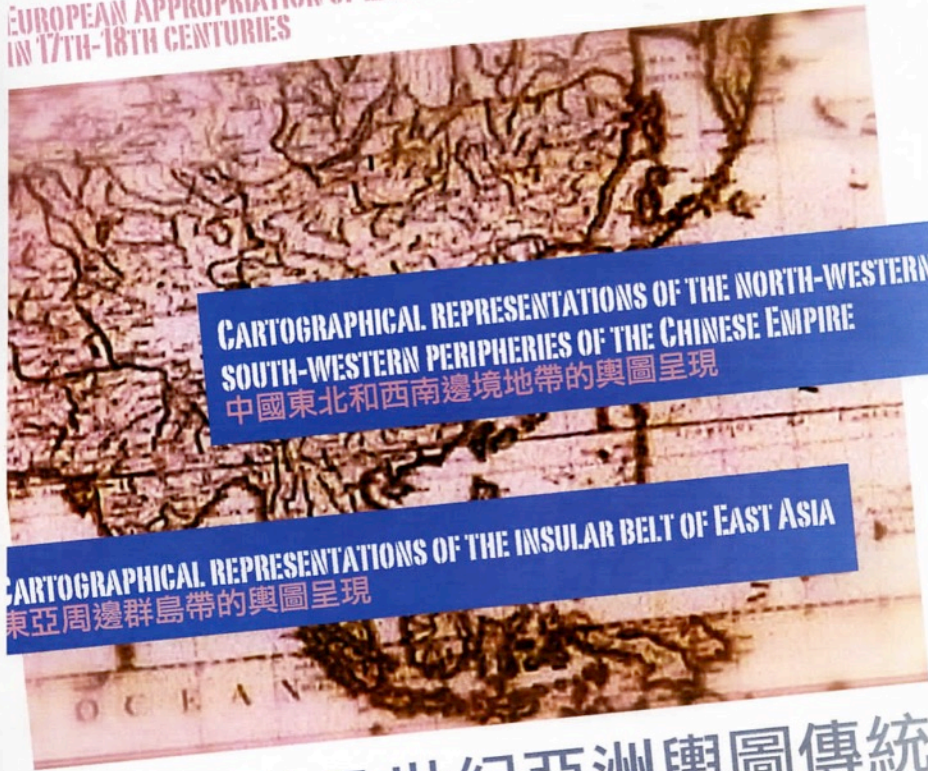 EUROPEAN APPROPRIATION OF
IN 17TH-18TH CENTURIES
CARTOGRAPHICAL REPRESENTATIONS OF THE NORTH-WESTERN
SOUTH-WESTERN PERIPHERIES OF THE CHINESE EMPIRE
中國東北和西南邊境地帶的輿圖呈現
CARTOGRAPHICAL REPRESENTATIONS OF THE INSULAR BELT OF EAST ASIA
東亞周邊群島帶的輿圖呈現
OCEAN
世紀亞洲輿圖傳統